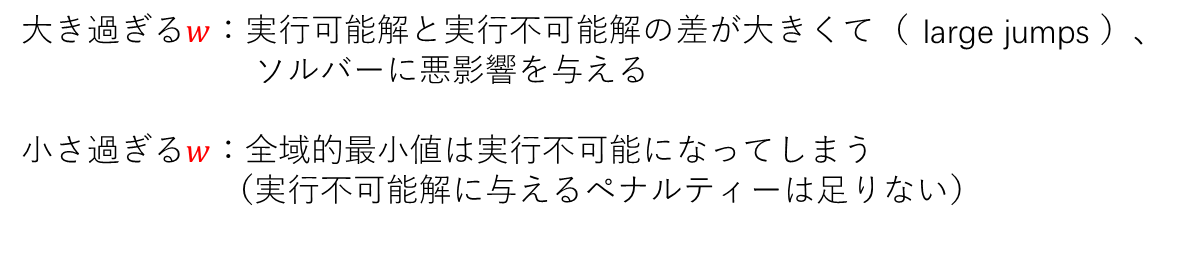 大き過ぎるw：実行可能解と実行不可能解の差が大きくて（ large jumps ）、
ソルバーに悪影響を与える
小さ過ぎるw：全域的最小値は実行不可能になってしまう
（実行不可能解に与えるペナルティーは足りない）